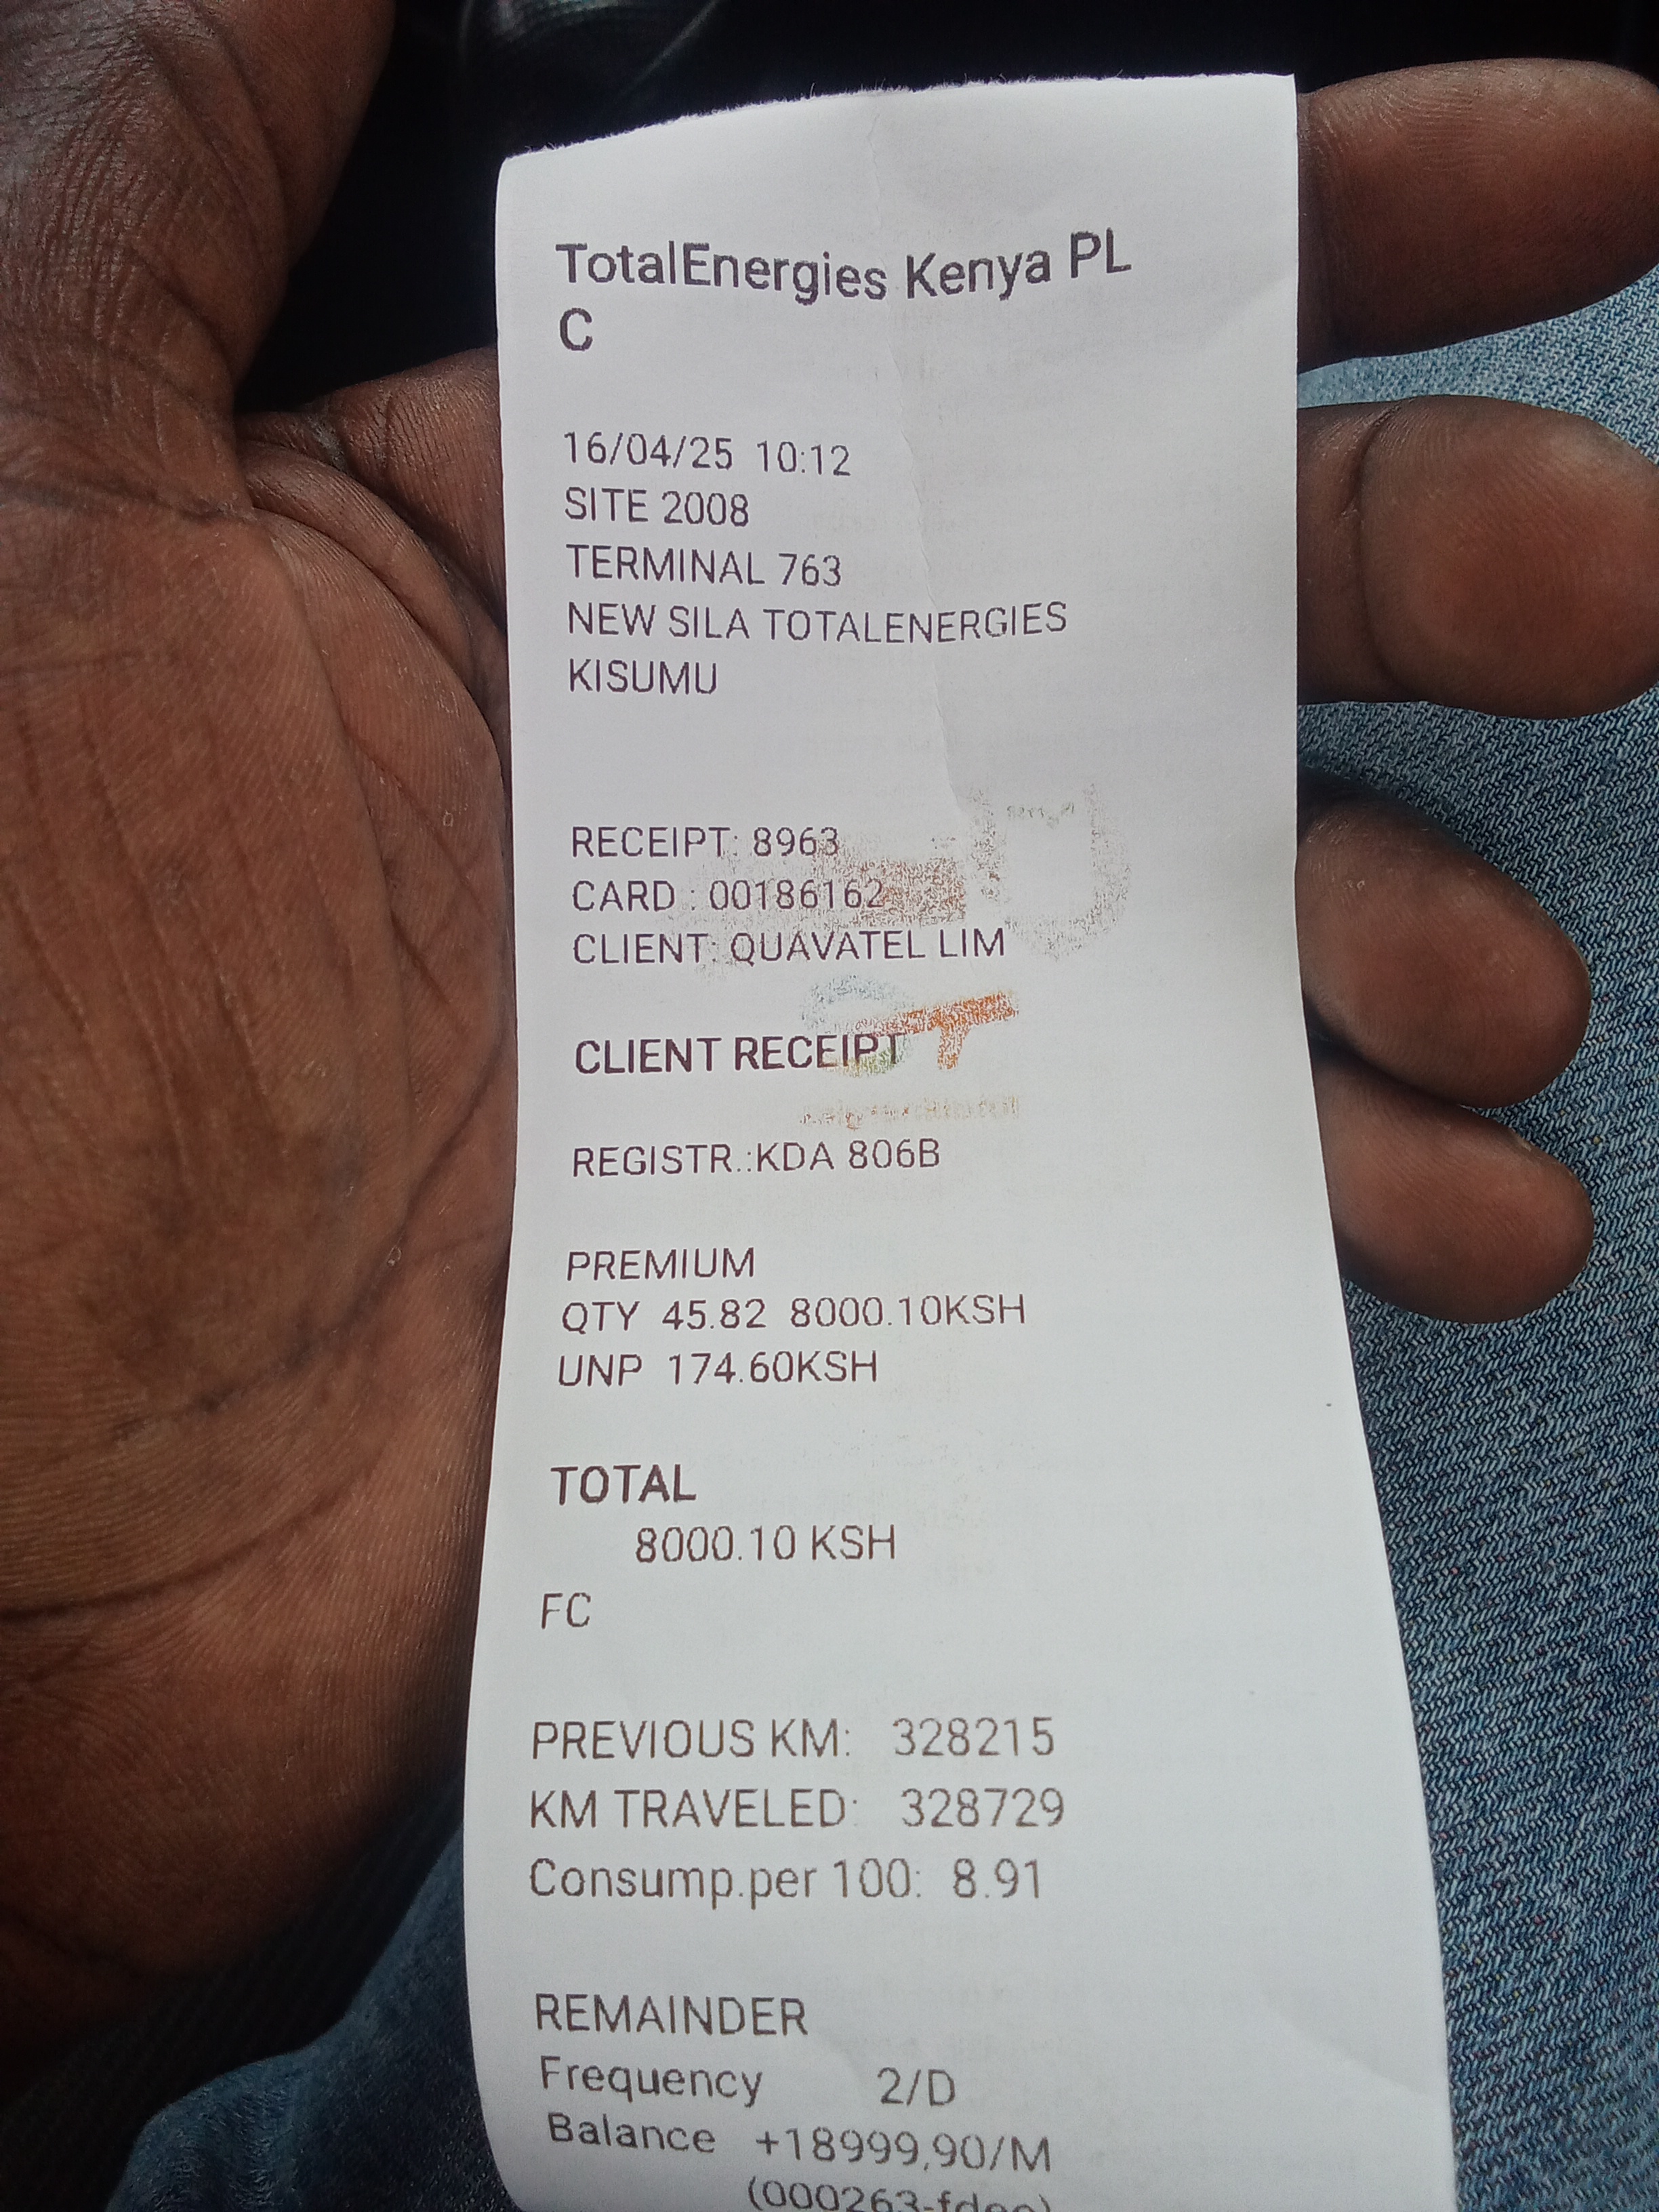 TotalEnergies Kenya PL
C
16/04/25 10:12
SITE 2008
TERMINAL 763
NEW SILA TOTALENERGIES
KISUMU
RECEIPT: 8963
CARD : 00186162
CLIENT: QUAVATEL LIM
CLIENT RECEIPT
REGISTR.:KDA 806B
PREMIUM
QTY 45.82 8000.10KSH
UNP 174.60KSH
TOTAL
8000.10 KSH
FC
PREVIOUS KM: 328215
KM TRAVELED: 328729
Consump.per 100: 8.91
REMAINDER
Frequency 2/D
Balance +18999,90/M